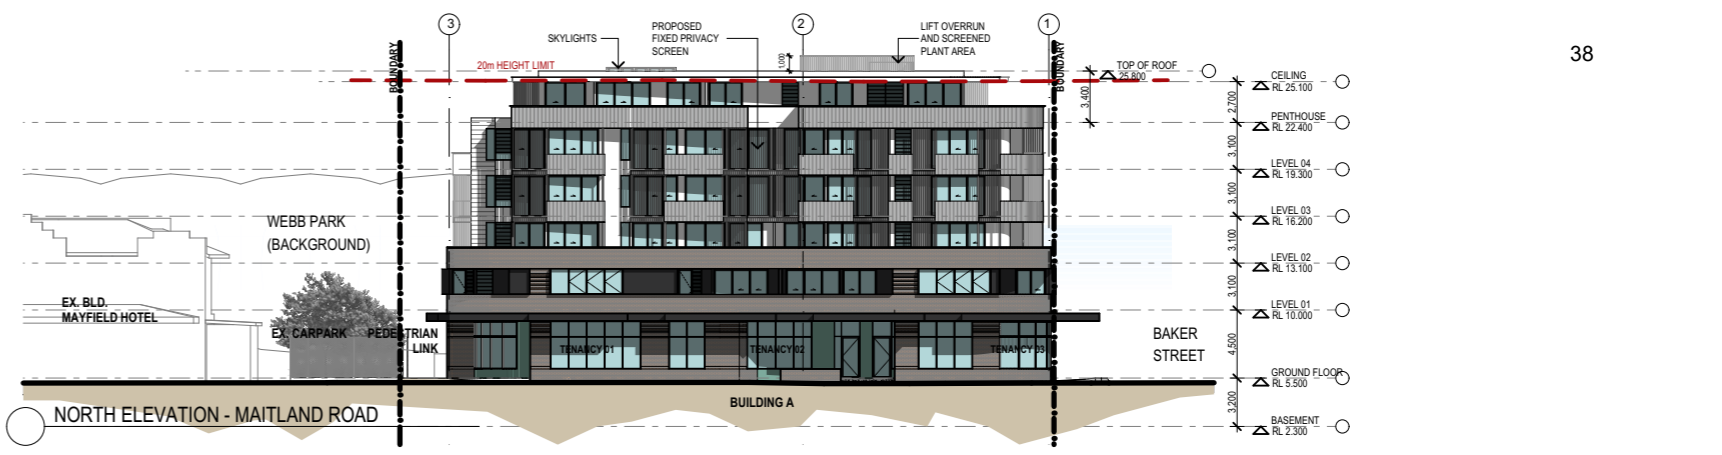 3
2
1
38
SKYLIGHTS
PROPOSED
FIXED PRIVACY
SCREEN
LIFT OVERRUN
AND SCREENED
PLANT AREA
BOUNDARY
BOUNDARY
20m HEIGHT LIMIT
1,000
TOP OF ROOF
25.800
3,400
CEILING
RL 25.100
2,700
PENTHOUSE
RL 22.400
3,100
LEVEL 04
RL 19.300
3,100
LEVEL 03
RL 16.200
3,100
LEVEL 02
RL 13.100
3,100
LEVEL 01
RL 10.000
4,500
GROUND FLOOR
RL 5.500
3,200
BASEMENT
RL 2.300
WEBB PARK
(BACKGROUND)
EX. BLD.
MAYFIELD HOTEL
EX. CARPARK
PEDESTRIAN
LINK
TENANCY 01
TENANCY 02
TENANCY 03
BAKER
STREET
BUILDING A
NORTH ELEVATION - MAITLAND ROAD